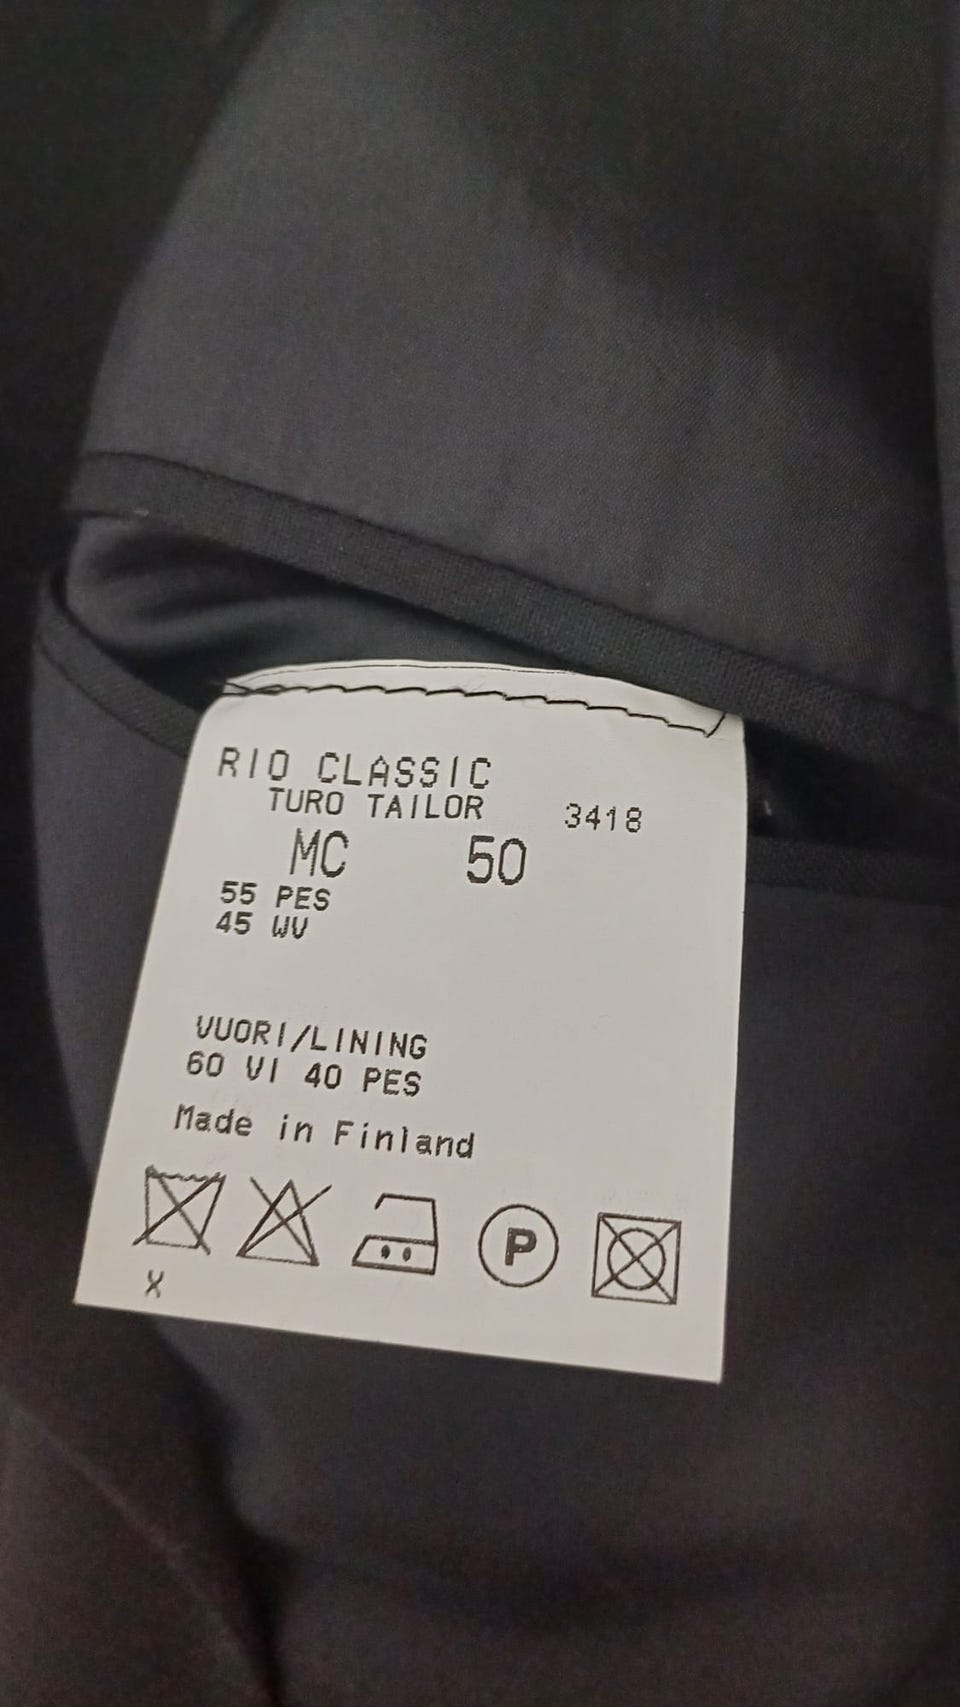 RIO CLASSIC
TURO TAILOR 3418
MC 50
55 PES
45 WV
VUORI/LINING
60 VI 40 PES
Made in Finland
P
X